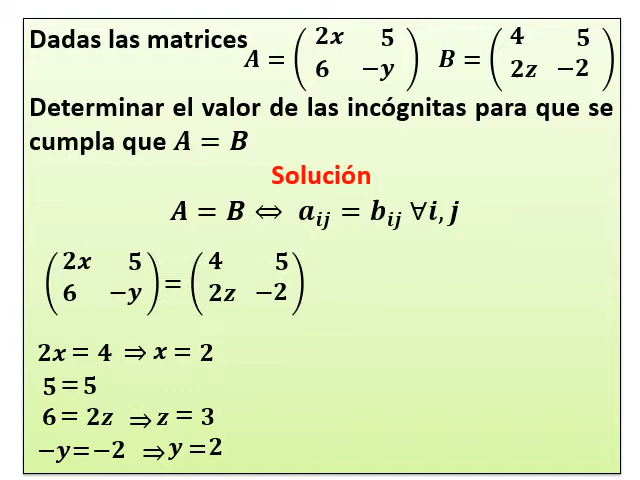 Dadas las matrices A = ( 2x 5 ) B = ( 4 5 )
( 6 −y ) ( 2z −2 )
Determinar el valor de las incógnitas para que se
cumpla que A = B
Solución
A = B ⇔ aᵢⱼ = bᵢⱼ ∀i, j
( 2x 5 ) = ( 4 5 )
( 6 −y ) ( 2z −2 )
2x = 4 ⇒ x = 2
5 = 5
6 = 2z ⇒ z = 3
−y = −2 ⇒ y = 2